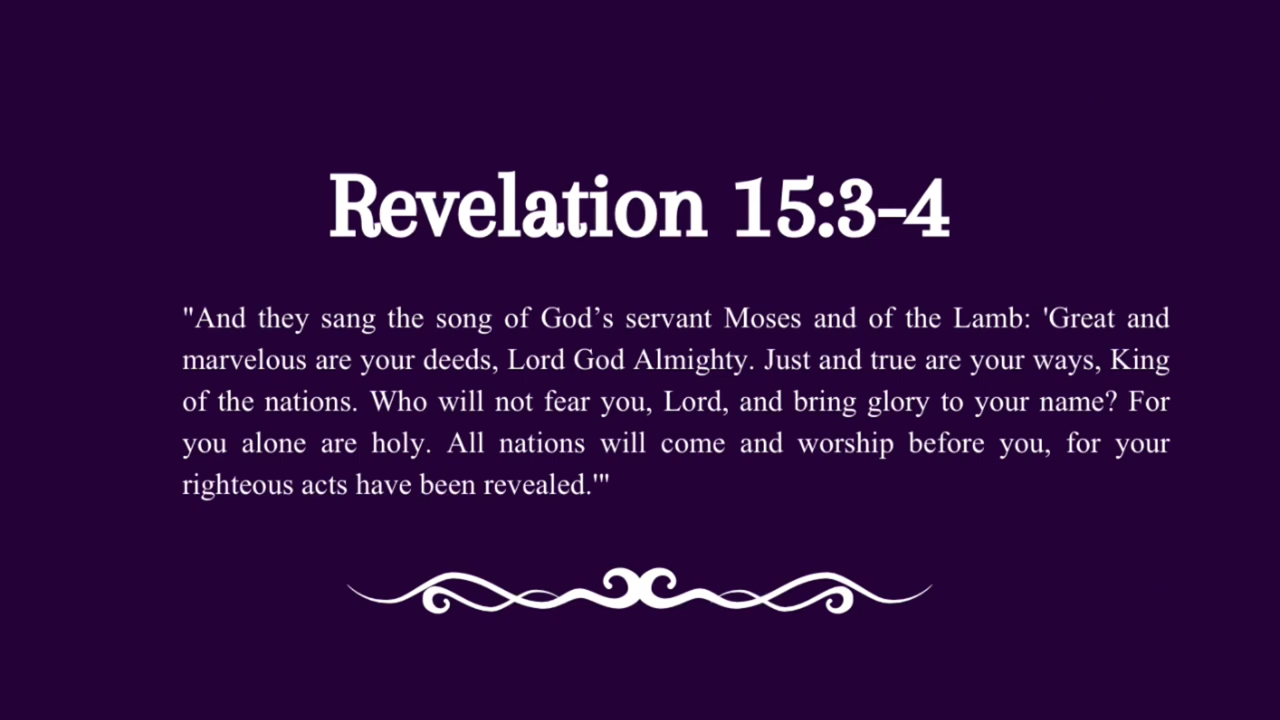 Revelation 15:3-4
"And they sang the song of God’s servant Moses and of the Lamb: 'Great and
marvelous are your deeds, Lord God Almighty. Just and true are your ways, King
of the nations. Who will not fear you, Lord, and bring glory to your name? For
you alone are holy. All nations will come and worship before you, for your
righteous acts have been revealed.'"